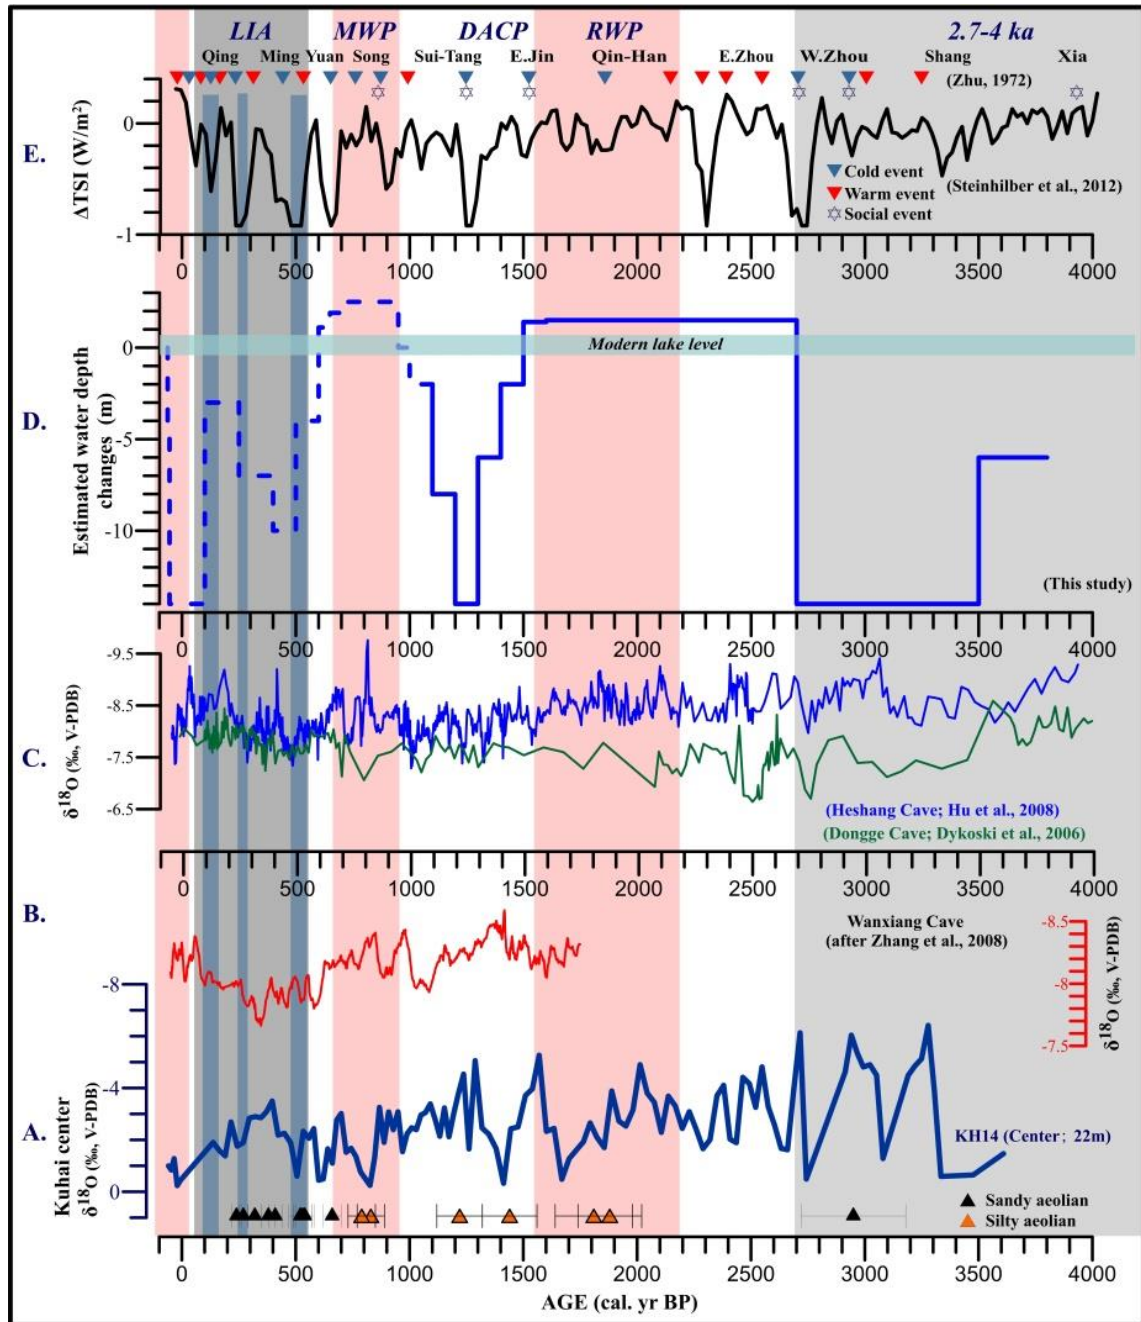 LIA MWP DACP RWP 2.7-4 ka
Qing Ming Yuan Song Sui-Tang E.Jin Qin-Han E.Zhou W.Zhou Shang Xia
(Zhu, 1972)
E.
ΔTSI (W/m²)
0
-1
Cold event
Warm event
Social event
(Steinhilber et al., 2012)
0 500 1000 1500 2000 2500 3000 3500 4000
D.
Estimated water depth
changes (m)
0
-5
-10
Modern lake level
(This study)
0 500 1000 1500 2000 2500 3000 3500 4000
C.
δ¹⁸O (‰, V-PDB)
-9.5
-8.5
-7.5
-6.5
(Heshang Cave; Hu et al., 2008)
(Dongge Cave; Dykoski et al., 2006)
0 500 1000 1500 2000 2500 3000 3500 4000
B.
Wanxiang Cave
(after Zhang et al., 2008)
-8.5
-8
-7.5
δ¹⁸O (‰, V-PDB)
A.
Kuhai center
δ¹⁸O (‰, V-PDB)
-8
-4
0
KH14 (Center; 22m)
Sandy aeolian
Silty aeolian
0 500 1000 1500 2000 2500 3000 3500 4000
AGE (cal. yr BP)